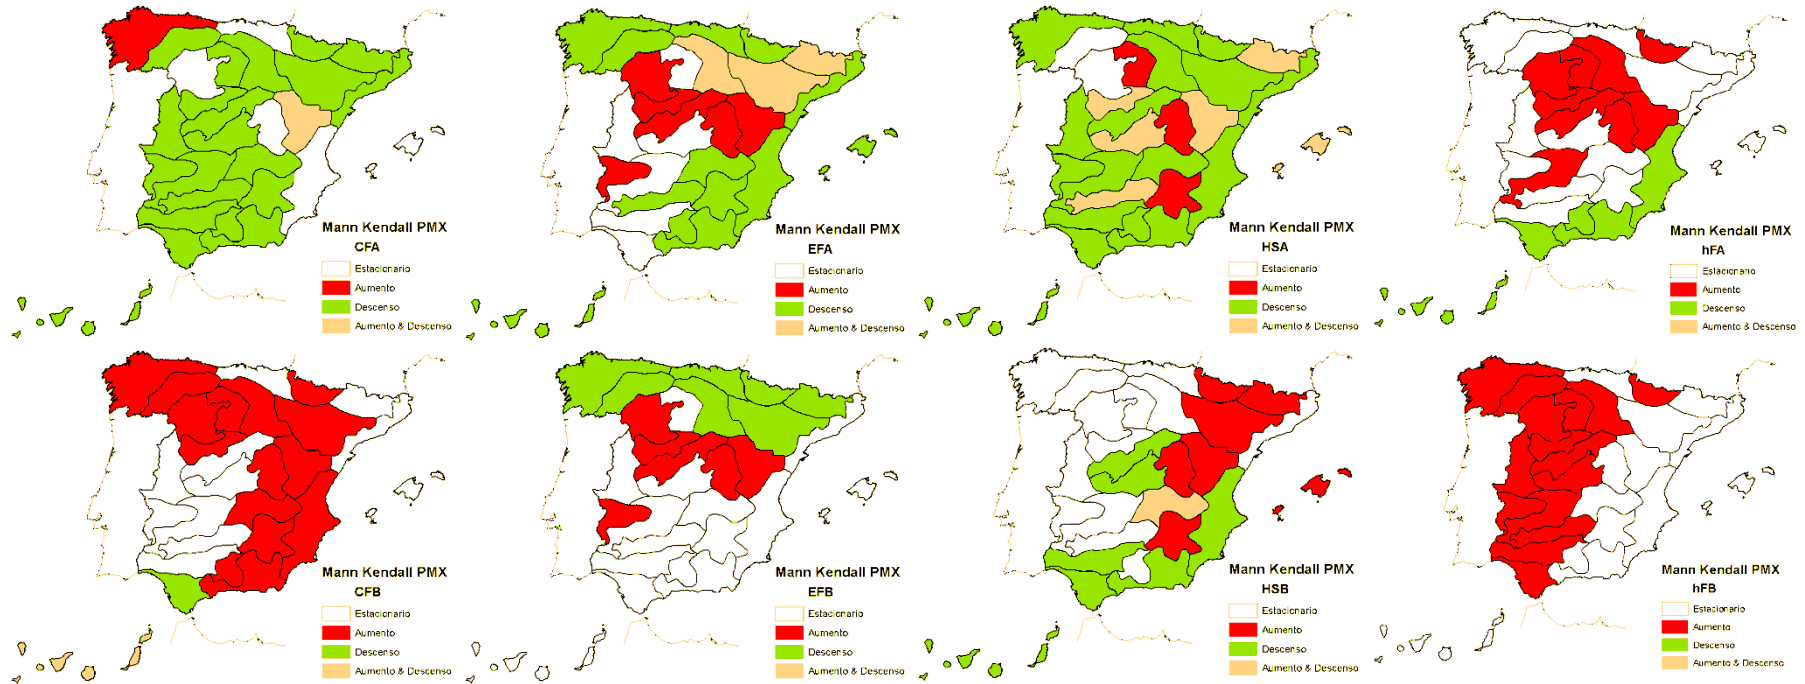 Mann Kendall PMX
CFA
Estacionario
Aumento
Descenso
Aumento & Descenso
Mann Kendall PMX
EFA
Estacionario
Aumento
Descenso
Aumento & Descenso
Mann Kendall PMX
HSA
Estacionario
Aumento
Descenso
Aumento & Descenso
Mann Kendall PMX
hFA
Estacionario
Aumento
Descenso
Aumento & Descenso
Mann Kendall PMX
CFB
Estacionario
Aumento
Descenso
Aumento & Descenso
Mann Kendall PMX
EFB
Estacionario
Aumento
Descenso
Aumento & Descenso
Mann Kendall PMX
HSB
Estacionario
Aumento
Descenso
Aumento & Descenso
Mann Kendall PMX
hFB
Estacionario
Aumento
Descenso
Aumento & Descenso